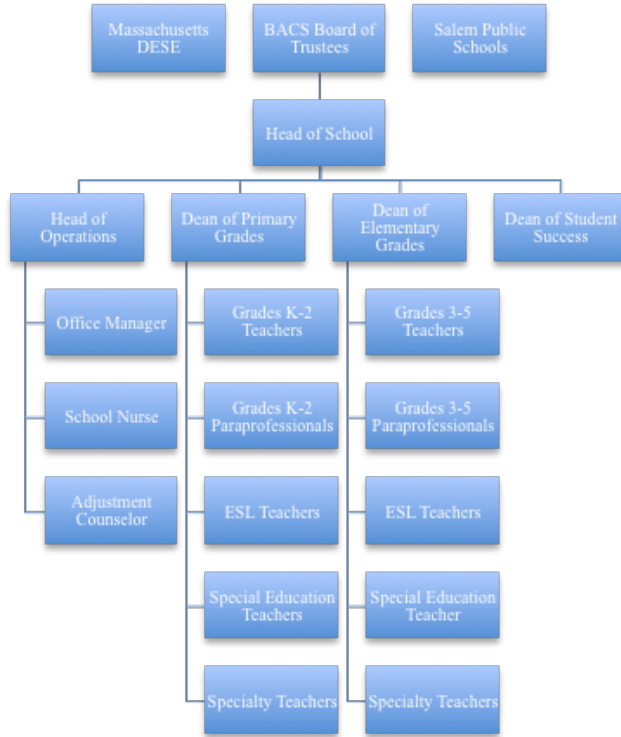 Massachusetts
DESE
BACS Board of
Trustees
Salem Public
Schools
Head of School
Head of
Operations
Dean of Primary
Grades
Dean of
Elementary
Grades
Dean of Student
Success
Office Manager
Grades K-2
Teachers
Grades 3-5
Teachers
School Nurse
Grades K-2
Paraprofessionals
Grades 3-5
Paraprofessionals
Adjustment
Counselor
ESL Teachers
ESL Teachers
Special Education
Teachers
Special Education
Teacher
Specialty Teachers
Specialty Teachers